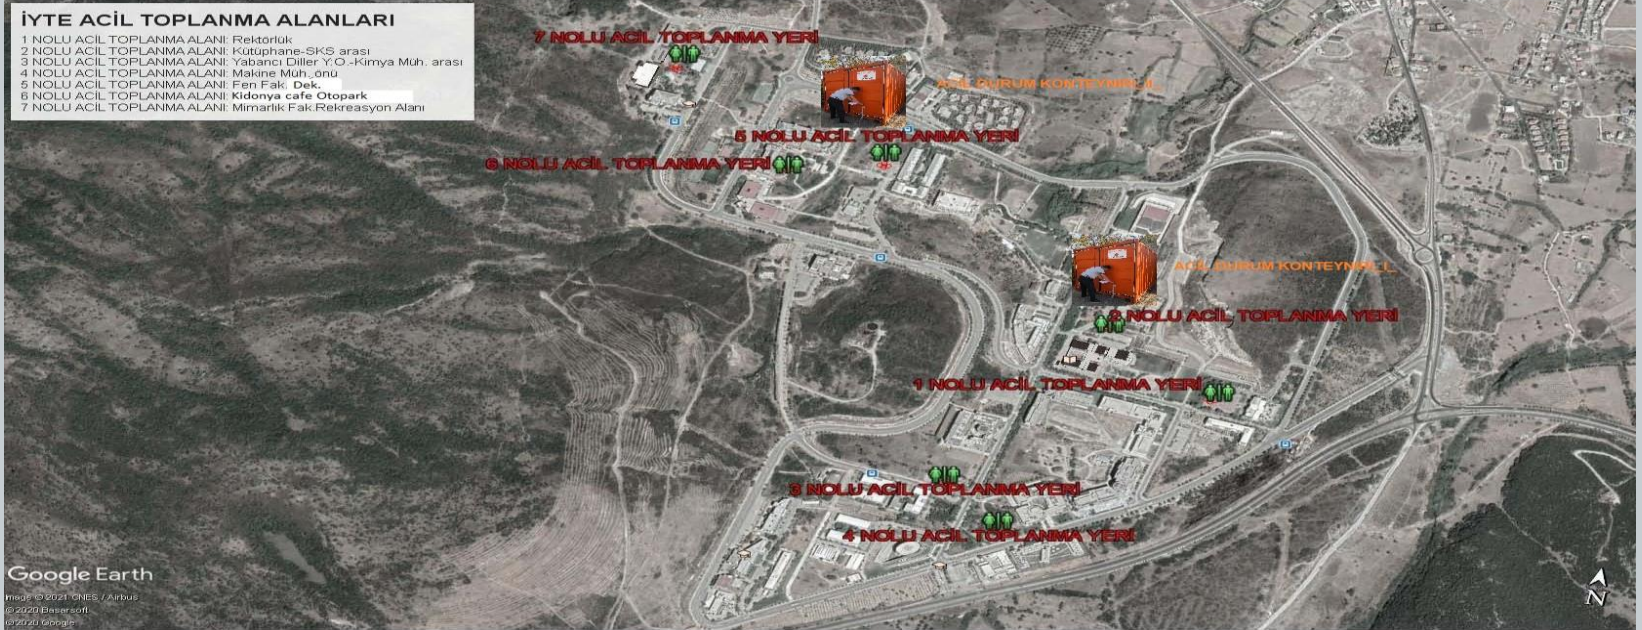 İYTE ACİL TOPLANMA ALANLARI
1 NOLU ACİL TOPLANMA ALANI: Rektörlük
2 NOLU ACİL TOPLANMA ALANI: Kütüphane-SKS arası
3 NOLU ACİL TOPLANMA ALANI: Yabancı Diller Y.O.-Kimya Müh. arası
4 NOLU ACİL TOPLANMA ALANI: Makine Müh. önü
5 NOLU ACİL TOPLANMA ALANI: Fen Fak. Dek.
6 NOLU ACİL TOPLANMA ALANI: Kidonya cafe Otopark
7 NOLU ACİL TOPLANMA ALANI: Mimarlık Fak.Rekreasyon Alanı
7 NOLU ACİL TOPLANMA YERİ
ACİL DURUM
5 NOLU ACİL TOPLANMA YERİ
6 NOLU ACİL TOPLANMA YERİ
ACİL DURUM
2 NOLU ACİL TOPLANMA YERİ
1 NOLU ACİL TOPLANMA YERİ
3 NOLU ACİL TOPLANMA YERİ
4 NOLU ACİL TOPLANMA YERİ
Google Earth
Image © 2021 CNES / Airbus
© 2020 Basarsoft
© 2020 Google
N